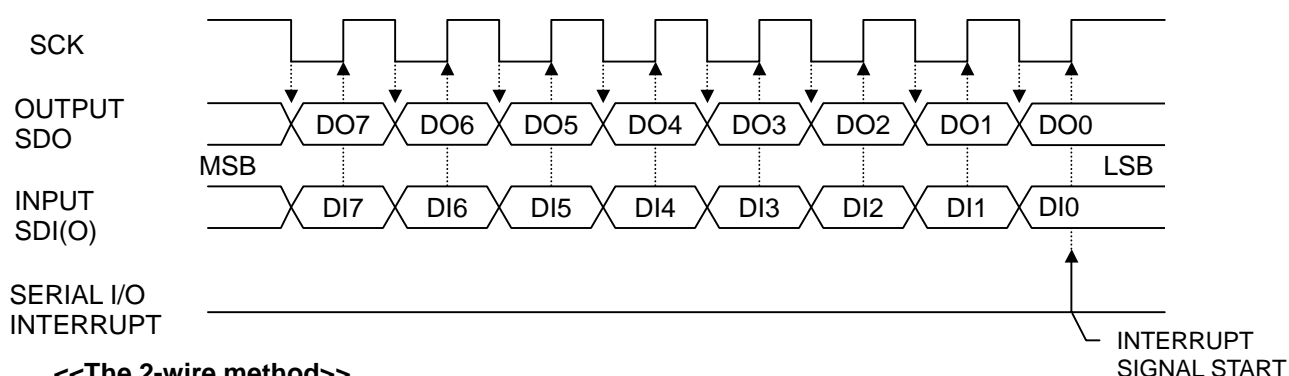 SCK
OUTPUT
SDO
DO7 DO6 DO5 DO4 DO3 DO2 DO1 DO0
MSB LSB
INPUT
SDI(O)
DI7 DI6 DI5 DI4 DI3 DI2 DI1 DI0
SERIAL I/O
INTERRUPT
INTERRUPT
SIGNAL START
<<The 2-wire method>>